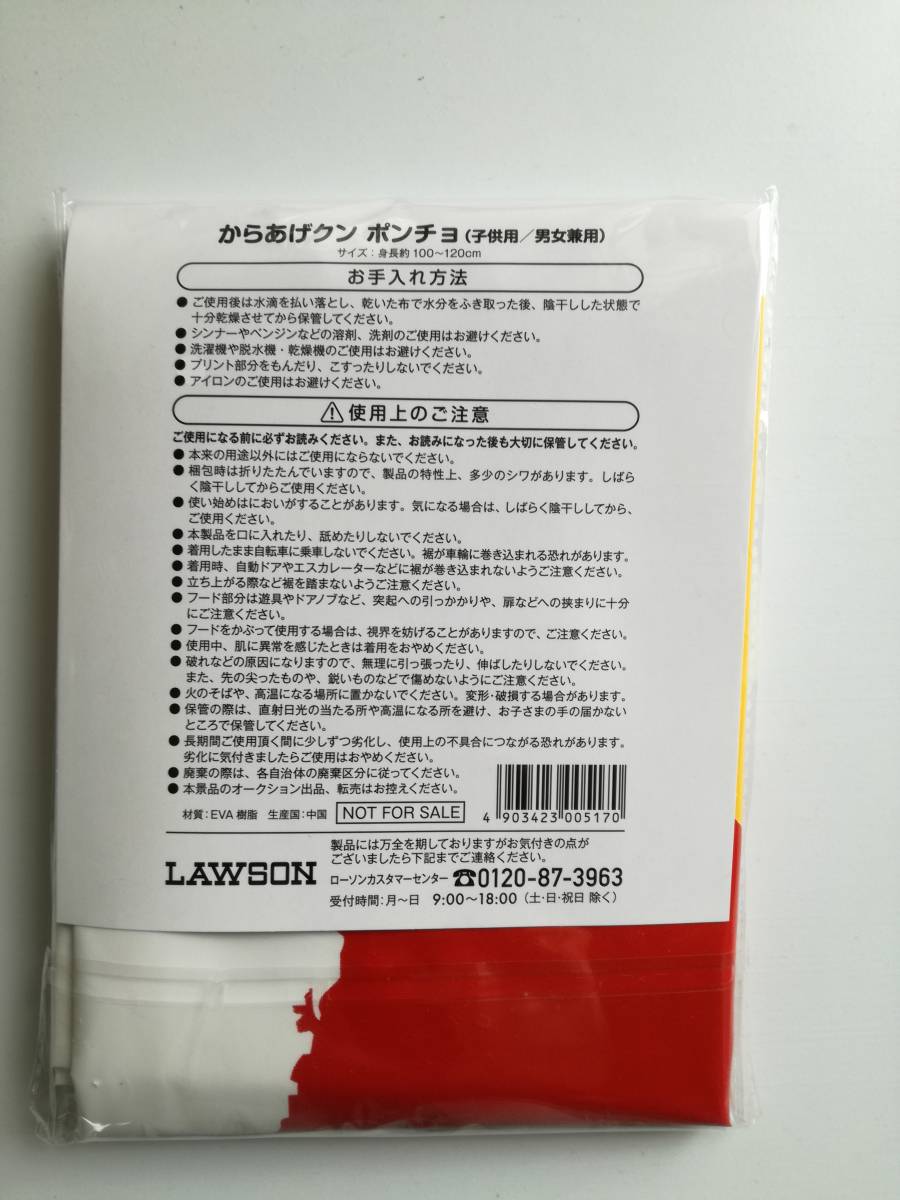 からあげクン ポンチョ(子供用/男女兼用)
サイズ:身長約100〜120cm
お手入れ方法
● ご使用後は水滴を払い落とし、乾いた布で水分をふき取った後、陰干しした状態で
十分乾燥させてから保管してください。
● シンナーやベンジンなどの溶剤、洗剤のご使用はお避けください。
● 洗濯機や脱水機・乾燥機のご使用はお避けください。
● プリント部分をもんだり、こすったりしないでください。
● アイロンのご使用はお避けください。
⚠使用上のご注意
ご使用になる前に必ずお読みください。また、お読みになった後も大切に保管してください。
● 本来の用途以外にはご使用にならないでください。
● 梱包時は折りたたんでいますので、製品の特性上、多少のシワがあります。しばら
く陰干ししてからご使用ください。
● 使い始めはにおいがすることがあります。気になる場合は、しばらく陰干ししてから、
ご使用ください。
● 本製品を口に入れたり、舐めたりしないでください。
● 着用したまま自転車に乗車しないでください。裾が車輪に巻き込まれる恐れがあります。
● 着用時、自動ドアやエスカレーターなどに裾が巻き込まれないようご注意ください。
● 立ち上がる際など裾を踏まないようご注意ください。
● フード部分は遊具やドアノブなど、突起への引っかかりや、扉などへの挟まりに十分
にご注意ください。
● フードをかぶって使用する場合は、視界を妨げることがありますので、ご注意ください。
● 使用中、肌に異常を感じたときは着用をおやめください。
● 破れなどの原因になりますので、無理に引っ張ったり、伸ばしたりしないでください。
また、先の尖ったものや、鋭いものなどで傷めないようにご注意ください。
● 火のそばや、高温になる場所に置かないでください。変形・破損する場合があります。
● 保管の際は、直射日光の当たる所や高温になる所を避け、お子さまの手の届かない
ところで保管してください。
● 長期間ご使用頂く間に少しずつ劣化し、使用上の不具合につながる恐れがあります。
劣化に気付きましたらご使用はおやめください。
● 廃棄の際は、各自治体の廃棄区分に従ってください。
● 本景品のオークション出品、転売はお控えください。
材質:EVA樹脂 生産国:中国 NOT FOR SALE
4 903423 005170
製品には万全を期しておりますがお気付きの点が
ございましたら下記までご連絡ください。
LAWSON ローソンカスタマーセンター ☎0120-87-3963
受付時間:月〜日 9:00〜18:00(土・日・祝日 除く)